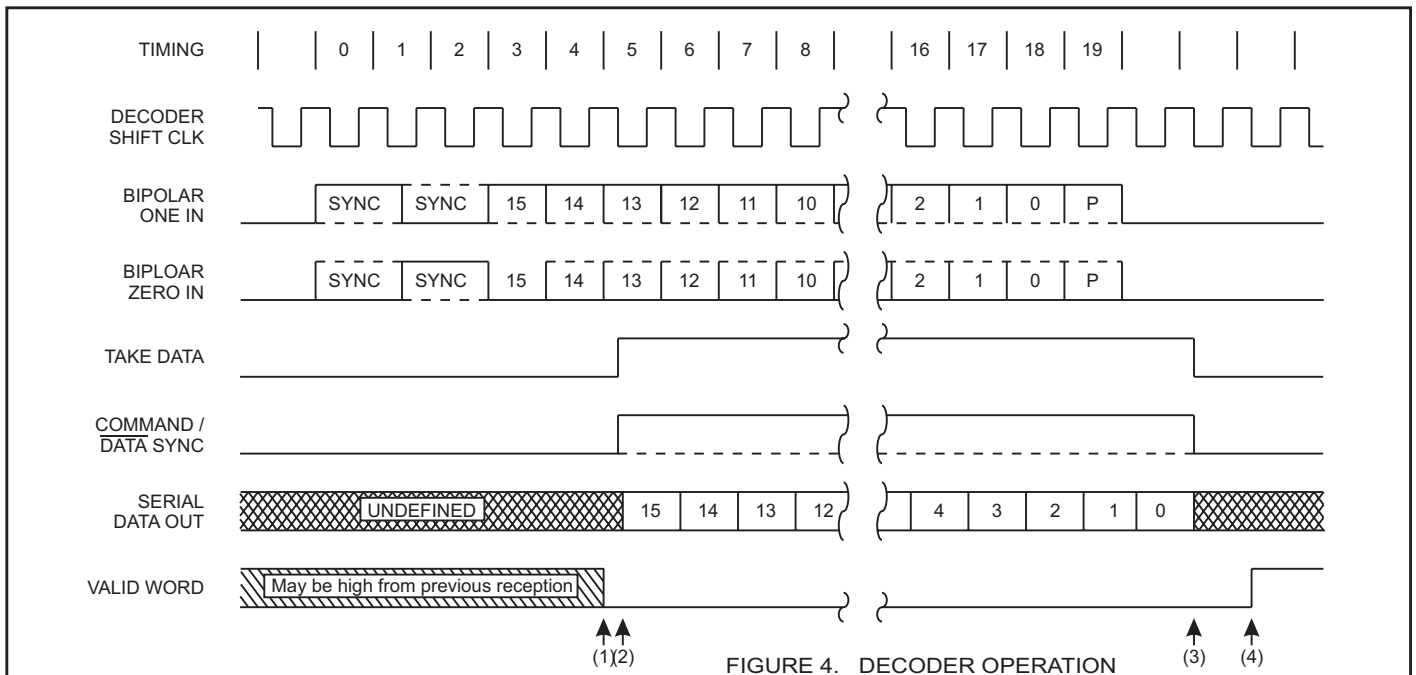 TIMING 0 1 2 3 4 5 6 7 8 16 17 18 19
DECODER
SHIFT CLK
BIPOLAR
ONE IN
SYNC SYNC 15 14 13 12 11 10 2 1 0 P
BIPLOAR
ZERO IN
SYNC SYNC 15 14 13 12 11 10 2 1 0 P
TAKE DATA
COMMAND /
DATA SYNC
SERIAL
DATA OUT
UNDEFINED 15 14 13 12 4 3 2 1 0
VALID WORD May be high from previous reception
(1) (2) (3) (4)
FIGURE 4. DECODER OPERATION